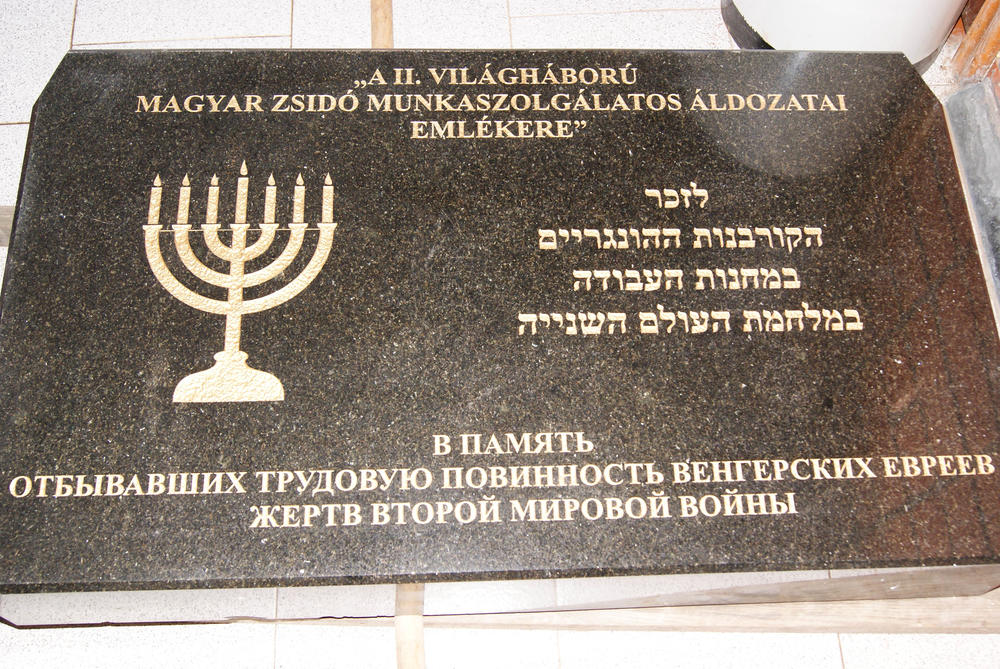 „A II. VILÁGHÁBORÚ
MAGYAR ZSIDÓ MUNKASZOLGÁLATOS ÁLDOZATAI
EMLÉKERE”
לזכר
הקורבנות ההונגריים
במחנות העבודה
במלחמת העולם השנייה
В ПАМЯТЬ
ОТБЫВАВШИХ ТРУДОВУЮ ПОВИННОСТЬ ВЕНГЕРСКИХ ЕВРЕЕВ
ЖЕРТВ ВТОРОЙ МИРОВОЙ ВОЙНЫ